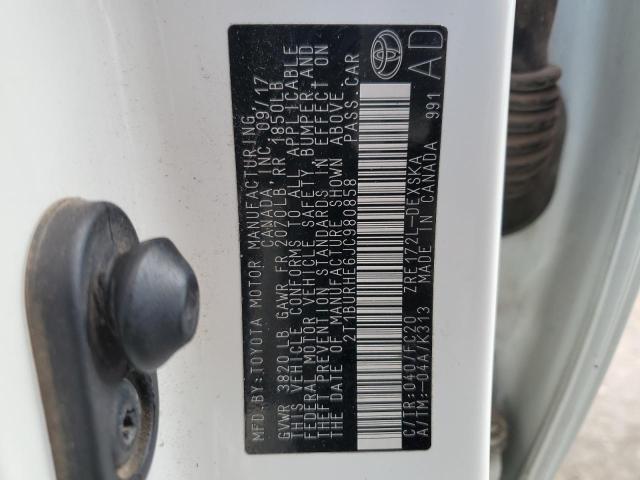 MFD. BY: TOYOTA MOTOR MANUFACTURING
CANADA, INC. 09/17
GVWR 3820LB GAWR FR 2070LB RR 1850LB
THIS VEHICLE CONFORMS TO ALL APPLICABLE
FEDERAL MOTOR VEHICLE SAFETY, BUMPER, AND
THEFT PREVENTION STANDARDS IN EFFECT ON
THE DATE OF MANUFACTURE SHOWN ABOVE.
2T1BURHE6JC980858 PASS. CAR
C/TR: 040/FC20 ZRE172L-DEXSKA
A/TM: -04A/K313 MADE IN CANADA 991
AD